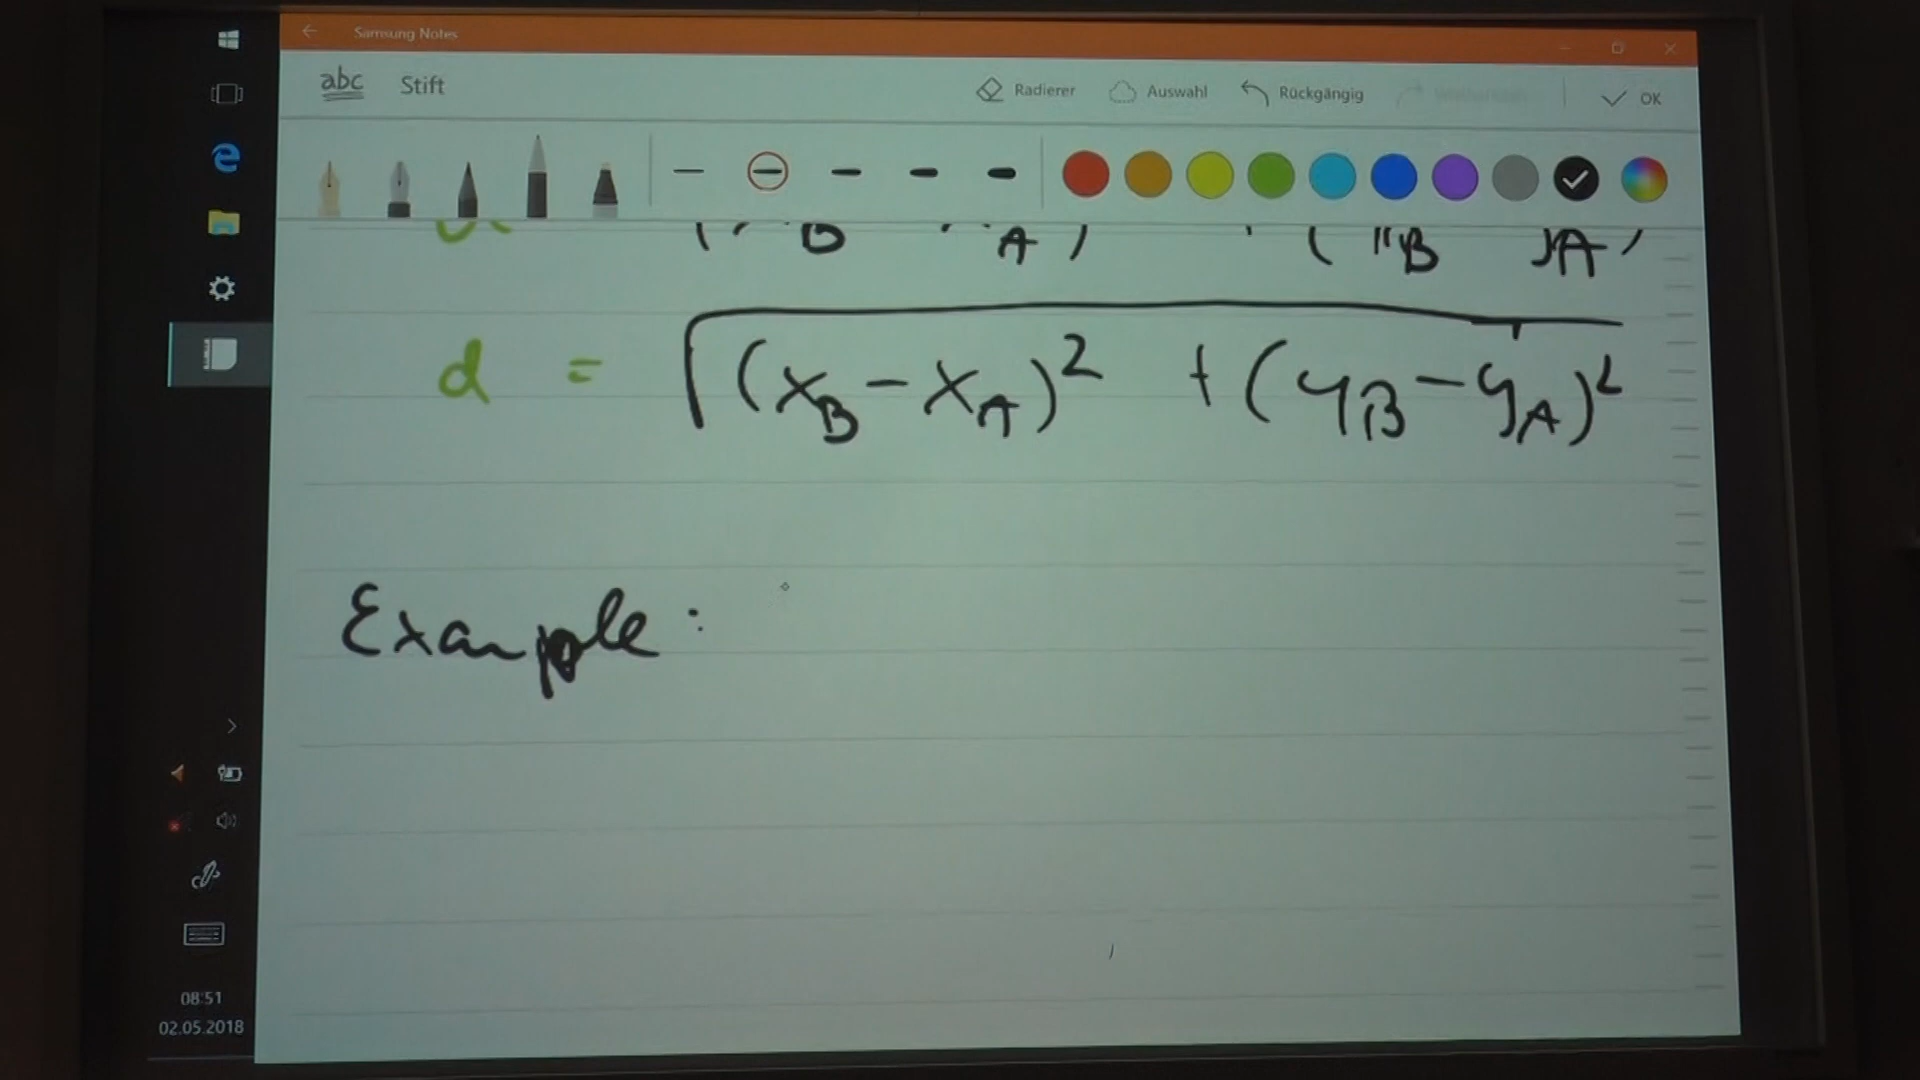 Samsung Notes
abc Stift Radierer Auswahl Rückgängig OK
d = √(x_B - x_A)² + (y_B - y_A)²
Example:
08:51
02.05.2018